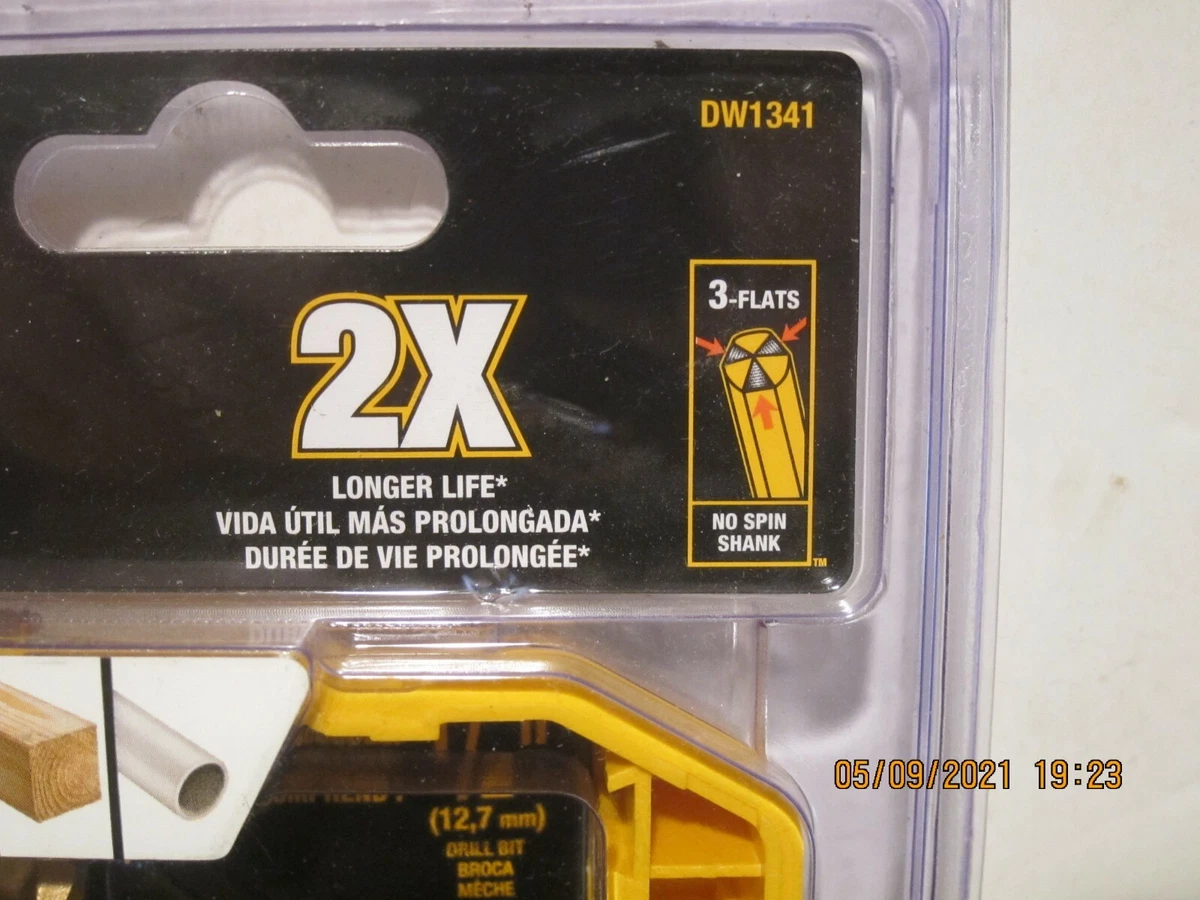 DW1341
3-FLATS
2X
LONGER LIFE*
VIDA ÚTIL MÁS PROLONGADA*
DURÉE DE VIE PROLONGÉE*
NO SPIN
SHANK
TM
05/09/2021 19:23
(12,7 mm)
DRILL BIT
BROCA
MÈCHE